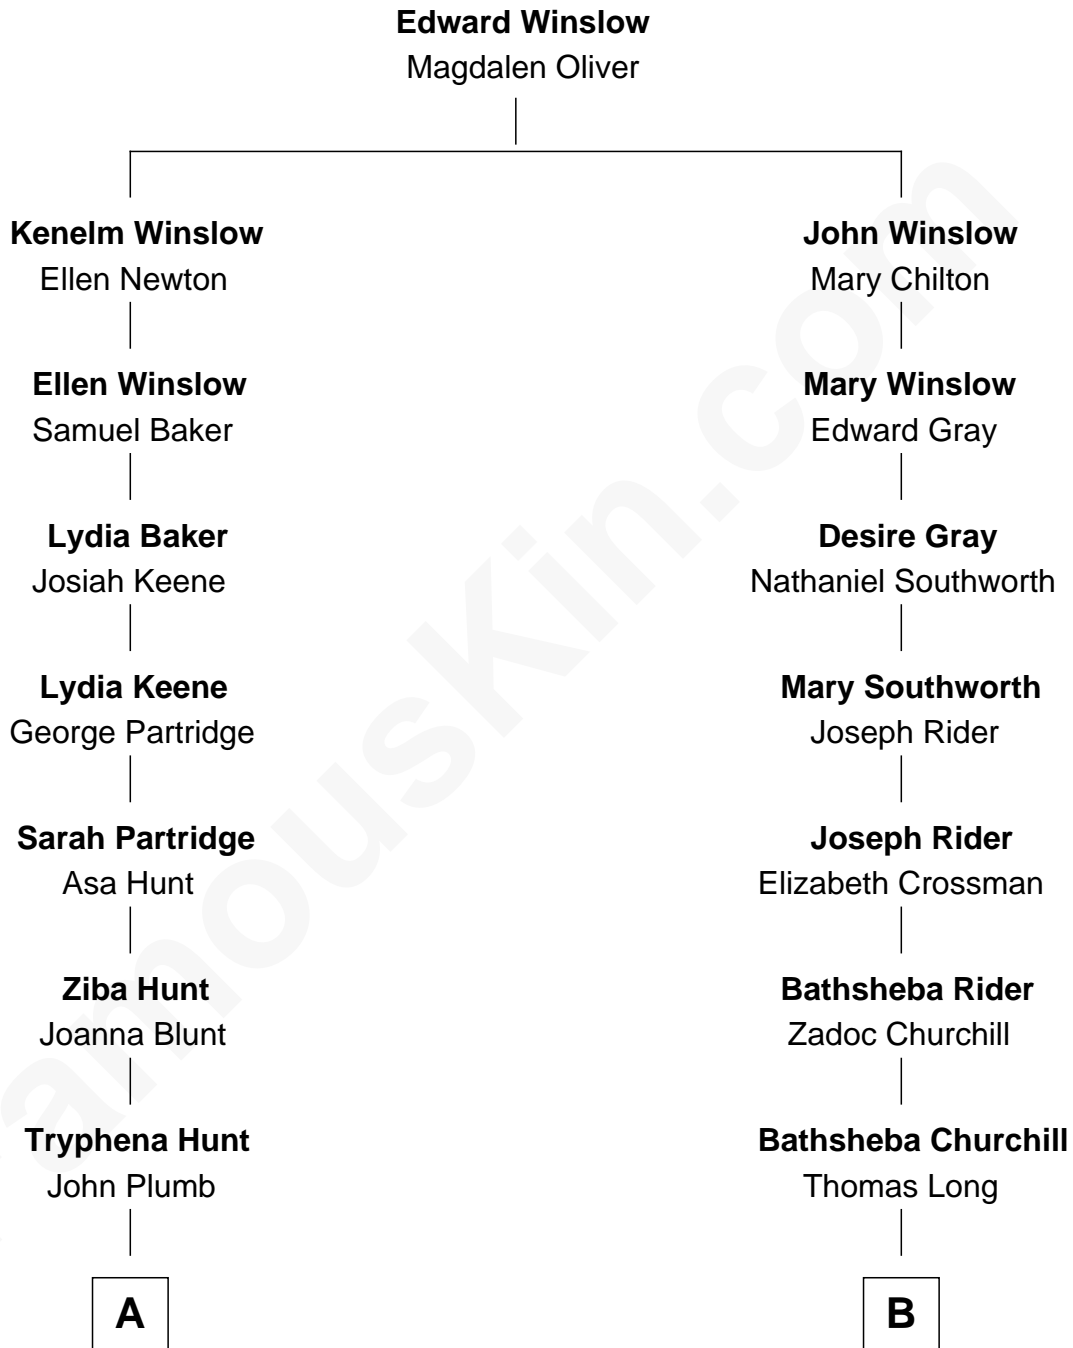 Edward Winslow
Magdalen Oliver
Kenelm Winslow
Ellen Newton
John Winslow
Mary Chilton
Ellen Winslow
Samuel Baker
Mary Winslow
Edward Gray
Lydia Baker
Josiah Keene
Desire Gray
Nathaniel Southworth
Lydia Keene
George Partridge
Mary Southworth
Joseph Rider
Sarah Partridge
Asa Hunt
Joseph Rider
Elizabeth Crossman
Ziba Hunt
Joanna Blunt
Bathsheba Rider
Zadoc Churchill
Tryphena Hunt
John Plumb
Bathsheba Churchill
Thomas Long
A
B
amouskin.com